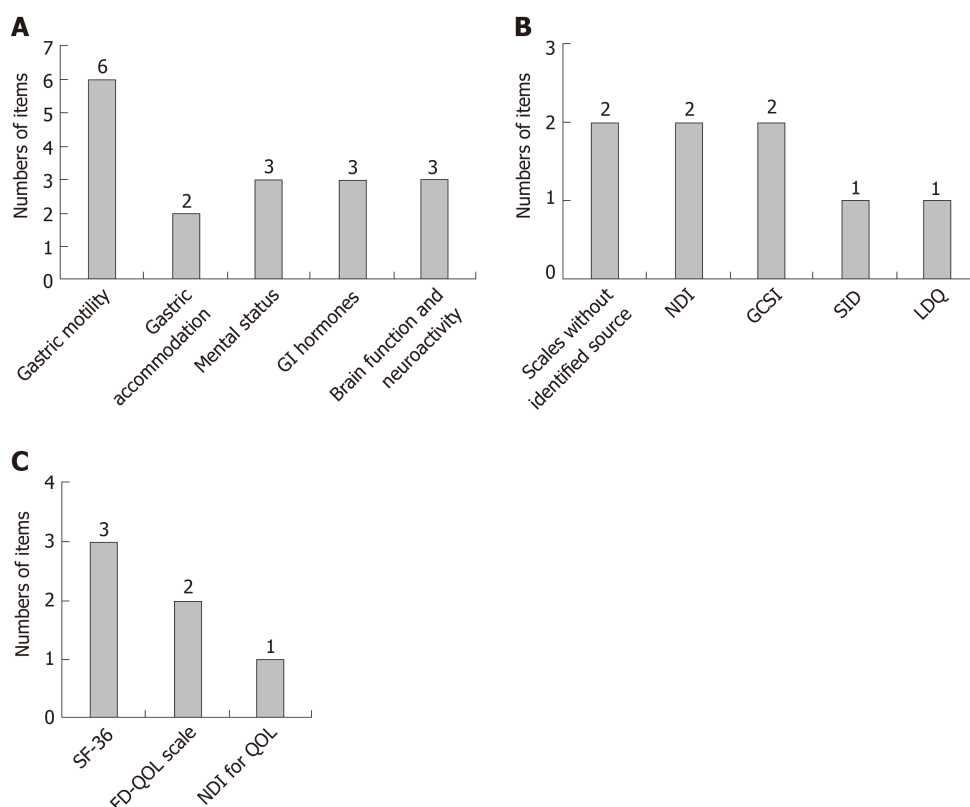 A
Numbers of items
7
6
5
4
3
2
1
0
6
2
3
3
3
Gastric motility
Gastric
accommodation
Mental status
GI hormones
Brain function and
neuroactivity
B
Numbers of items
3
2
1
0
2
2
2
1
1
Scales without
identified source
NDI
GCSI
SID
LDQ
C
Numbers of items
4
3
2
1
0
3
2
1
SF-36
FD-QOL scale
NDI for QOL